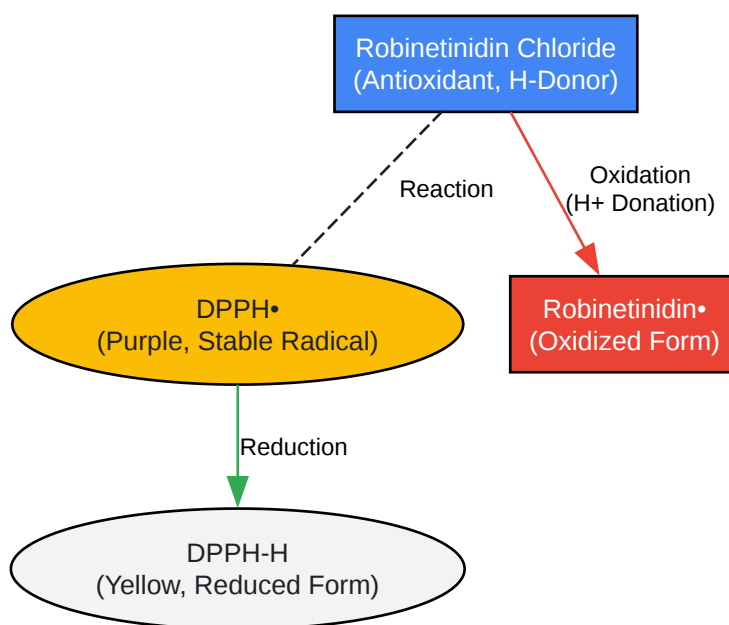 Robinetinidin Chloride
(Antioxidant, H-Donor)
Reaction
Oxidation
(H+ Donation)
DPPH•
(Purple, Stable Radical)
Robinetinidin•
(Oxidized Form)
Reduction
DPPH-H
(Yellow, Reduced Form)